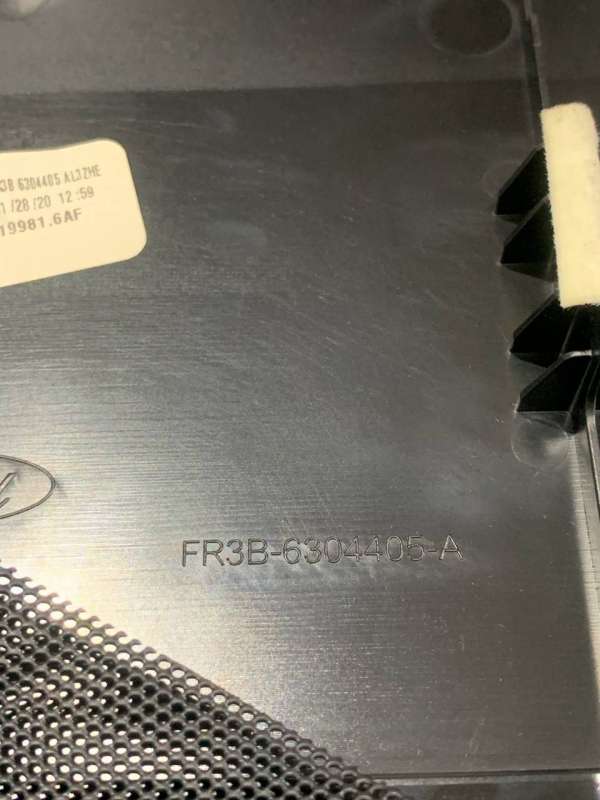 3B 6304405 AL3ZHE
1/28/20 12:59
19981.6AF
FR3B-6304405-A